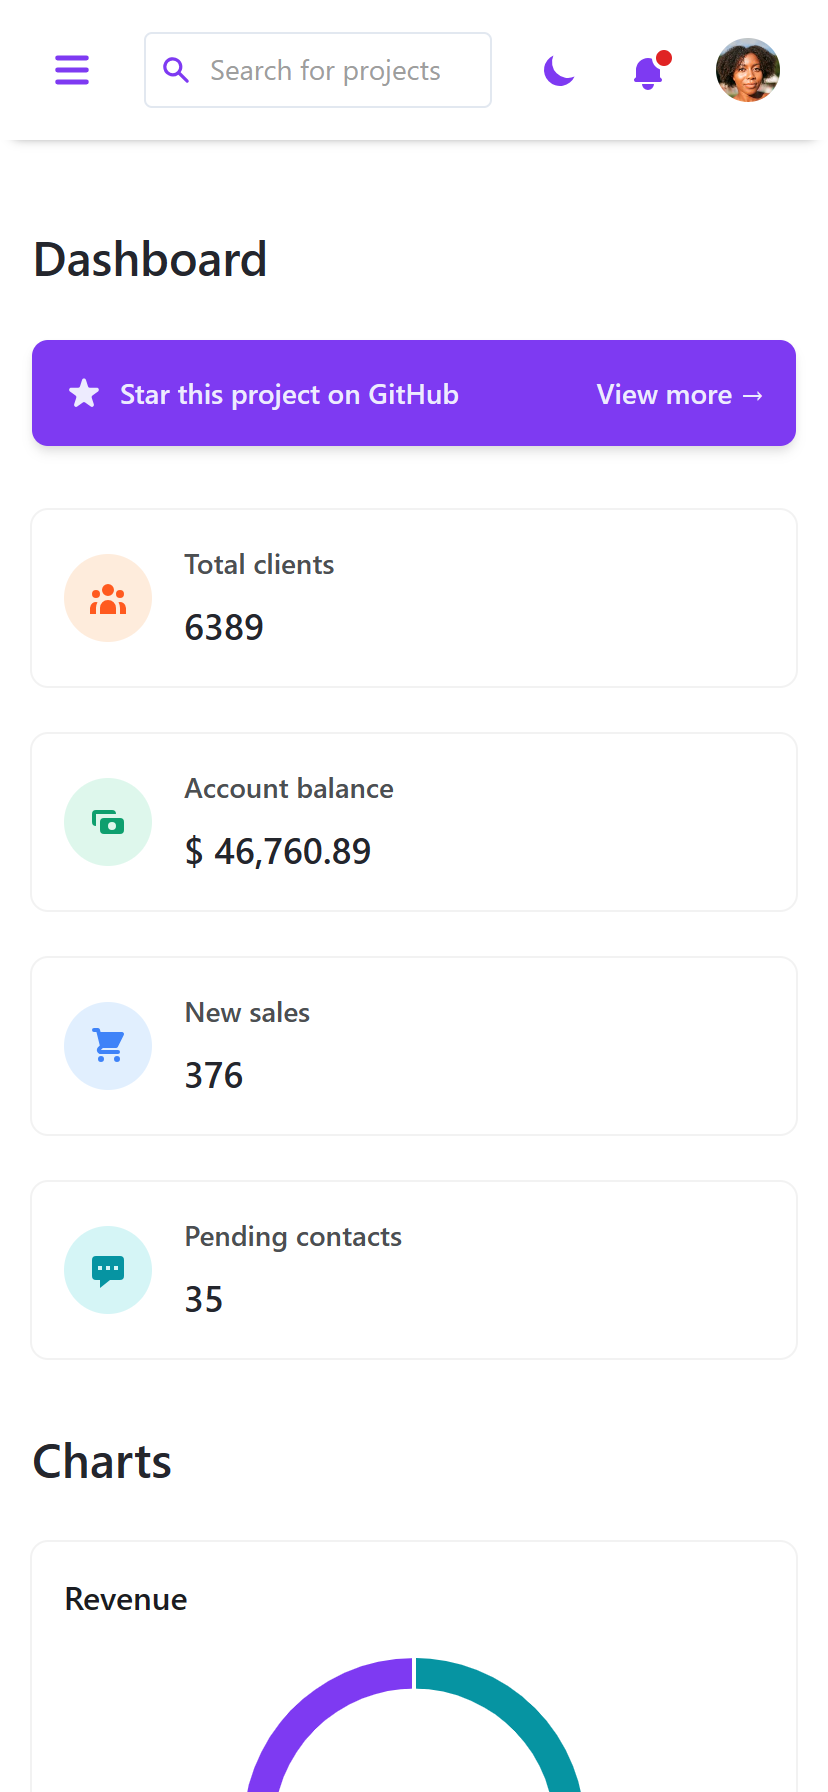 Search for projects
Dashboard
Star this project on GitHub
View more →
Total clients
6389
Account balance
$ 46,760.89
New sales
376
Pending contacts
35
Charts
Revenue